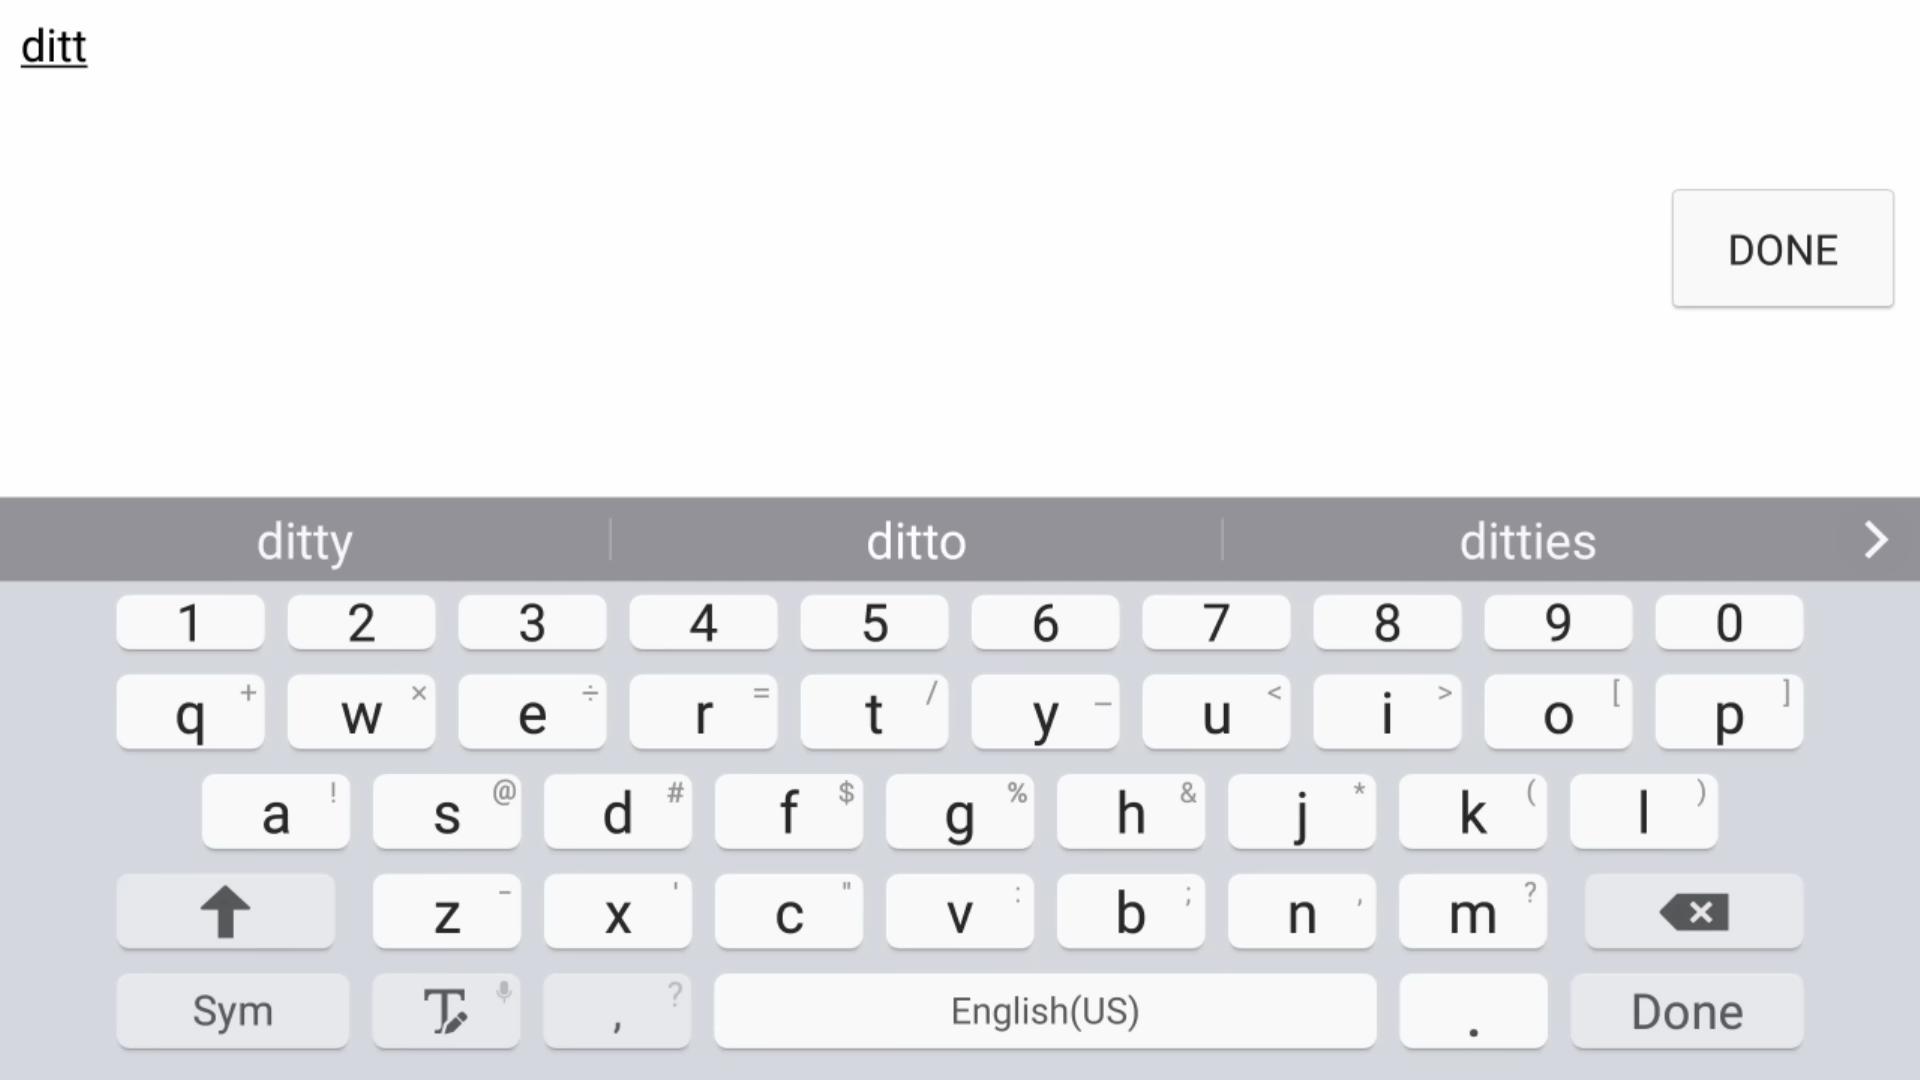 ditt
DONE
ditty ditto ditties
1 2 3 4 5 6 7 8 9 0
q + w × e ÷ r = t / y _ u < i > o [ p ]
a ! s @ d # f $ g % h & j * k ( l )
z - x ' c " v : b ; n , m ?
Sym , ? English(US) . Done